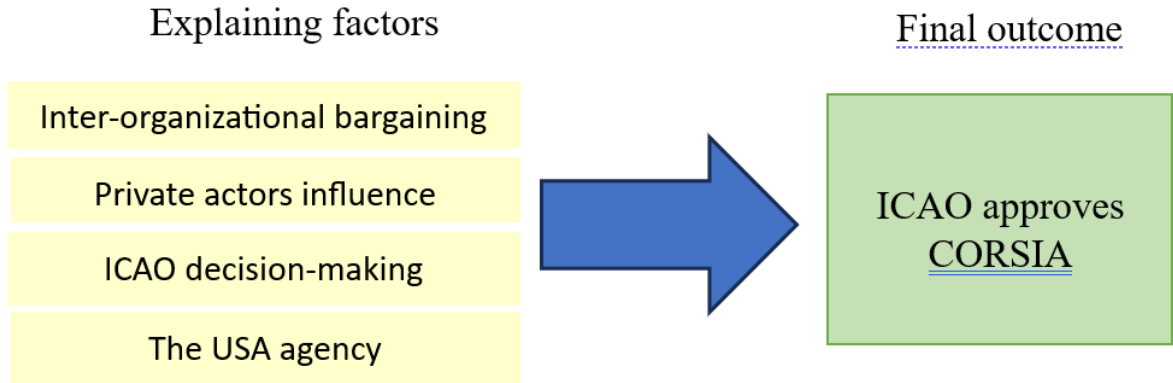 Explaining factors
Final outcome
Inter-organizational bargaining
Private actors influence
ICAO decision-making
The USA agency
ICAO approves
CORSIA